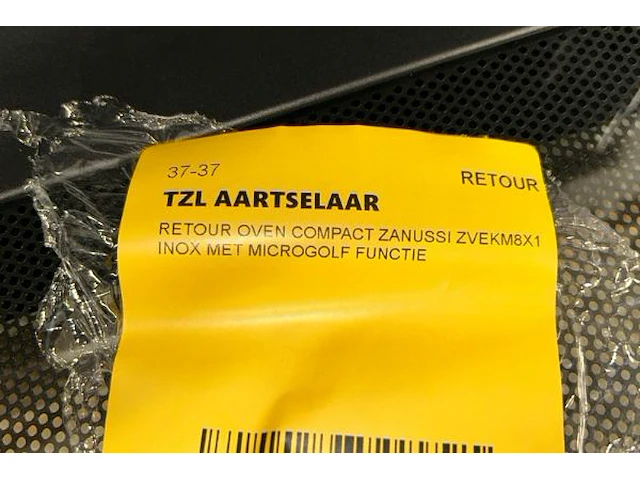 37-37 RETOUR
TZL AARTSELAAR
RETOUR OVEN COMPACT ZANUSSI ZVEKM8X1
INOX MET MICROGOLF FUNCTIE